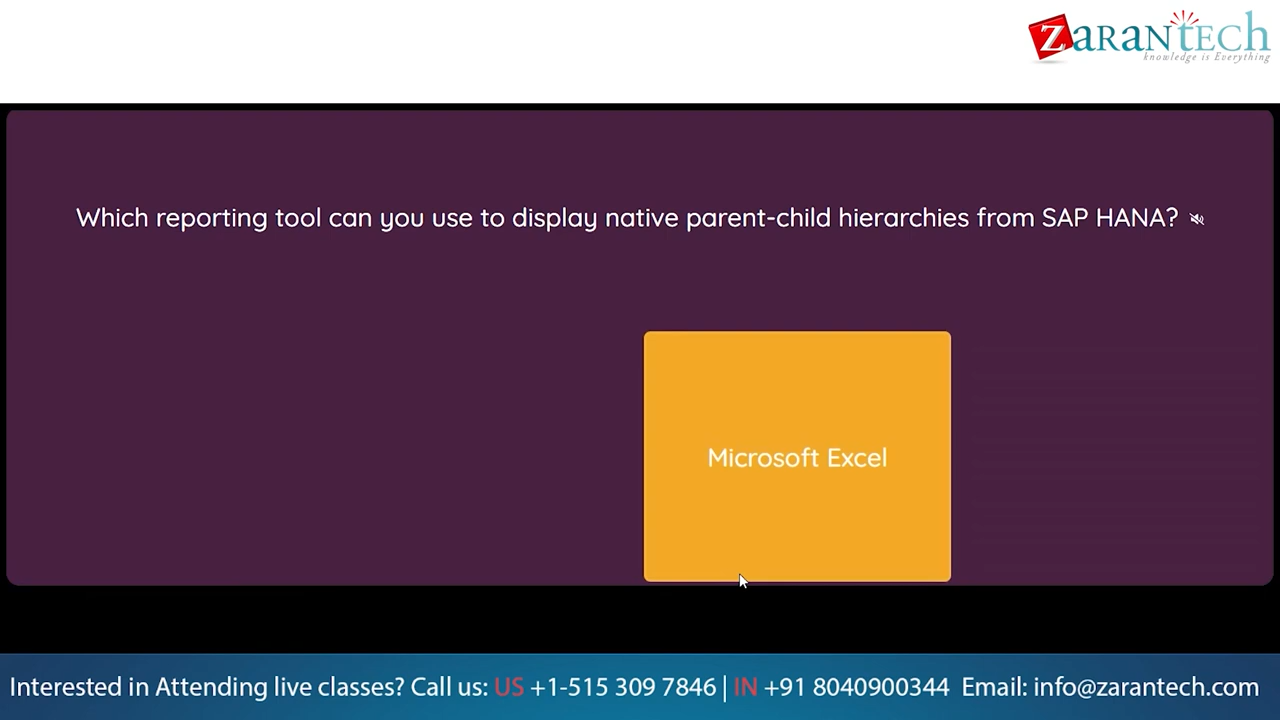 ZARANTECH
knowledge is Everything
Which reporting tool can you use to display native parent-child hierarchies from SAP HANA?
Microsoft Excel
Interested in Attending live classes? Call us: US +1-515 309 7846 | IN +91 8040900344 Email: info@zarantech.com